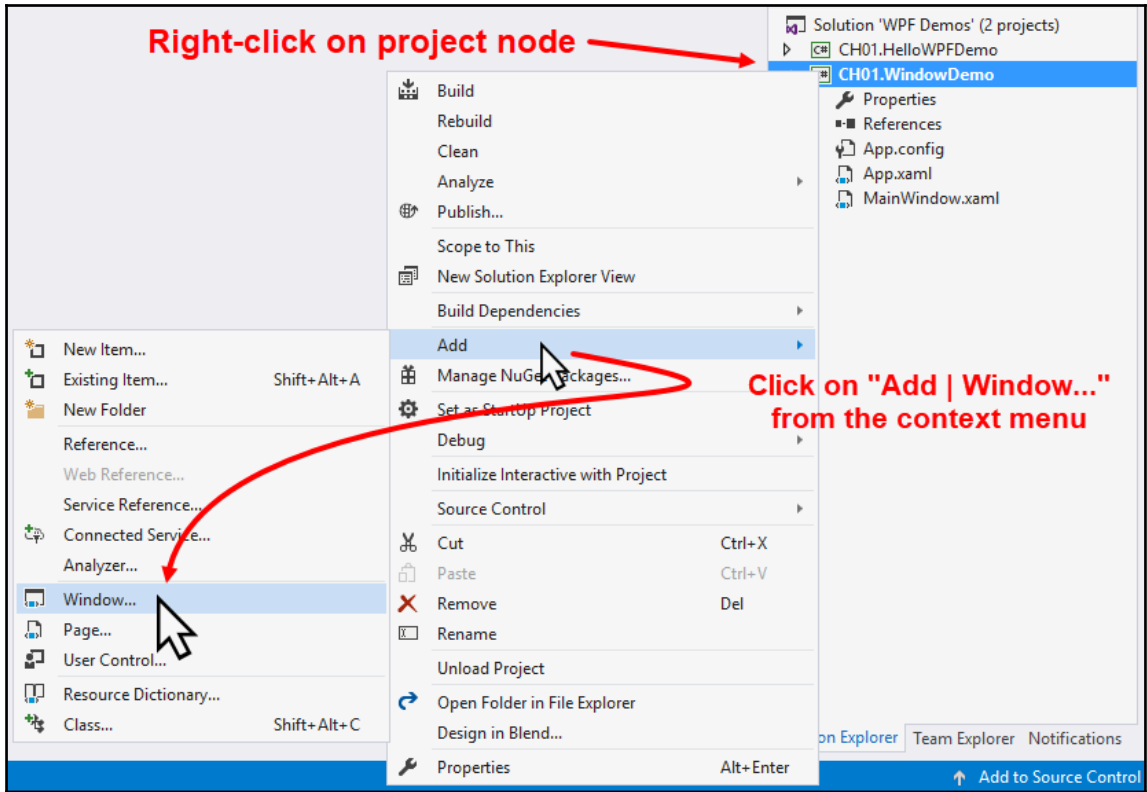 Right-click on project node
Solution 'WPF Demos' (2 projects)
C# CH01.HelloWPFDemo
CH01.WindowDemo
Properties
References
App.config
App.xaml
MainWindow.xaml
Build
Rebuild
Clean
Analyze
Publish...
Scope to This
New Solution Explorer View
Build Dependencies
Add
Manage NuGet Packages...
Set as StartUp Project
Debug
Initialize Interactive with Project
Source Control
Cut Ctrl+X
Paste Ctrl+V
Remove Del
Rename
Unload Project
Open Folder in File Explorer
Design in Blend...
Properties Alt+Enter
New Item...
Existing Item... Shift+Alt+A
New Folder
Reference...
Web Reference...
Service Reference...
Connected Service...
Analyzer...
Window...
Page...
User Control...
Resource Dictionary...
Class... Shift+Alt+C
Click on "Add | Window..."
from the context menu
on Explorer Team Explorer Notifications
Add to Source Control